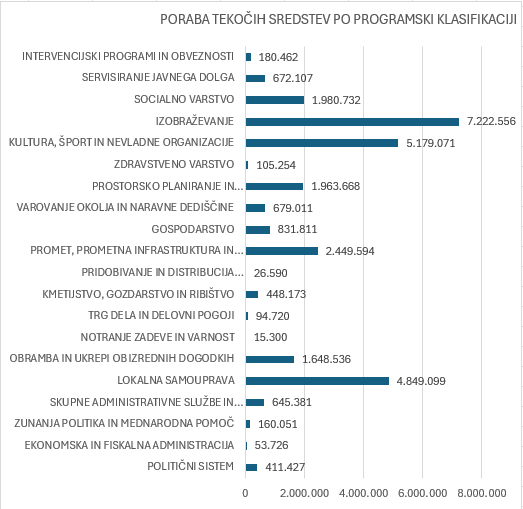 PORABA TEKOČIH SREDSTEV PO PROGRAMSKI KLASIFIKACIJI
INTERVENCIJSKI PROGRAMI IN OBVEZNOSTI 180.462
SERVISIRANJE JAVNEGA DOLGA 672.107
SOCIALNO VARSTVO 1.980.732
IZOBRAŽEVANJE 7.222.556
KULTURA, ŠPORT IN NEVLADNE ORGANIZACIJE 5.179.071
ZDRAVSTVENO VARSTVO 105.254
PROSTORSKO PLANIRANJE IN… 1.963.668
VAROVANJE OKOLJA IN NARAVNE DEDIŠČINE 679.011
GOSPODARSTVO 831.811
PROMET, PROMETNA INFRASTRUKTURA IN… 2.449.594
PRIDOBIVANJE IN DISTRIBUCIJA… 26.590
KMETIJSTVO, GOZDARSTVO IN RIBIŠTVO 448.173
TRG DELA IN DELOVNI POGOJI 94.720
NOTRANJE ZADEVE IN VARNOST 15.300
OBRAMBA IN UKREPI OB IZREDNIH DOGODKIH 1.648.536
LOKALNA SAMOUPRAVA 4.849.099
SKUPNE ADMINISTRATIVNE SLUŽBE IN… 645.381
ZUNANJA POLITIKA IN MEDNARODNA POMOČ 160.051
EKONOMSKA IN FISKALNA ADMINISTRACIJA 53.726
POLITIČNI SISTEM 411.427
0 2.000.000 4.000.000 6.000.000 8.000.000